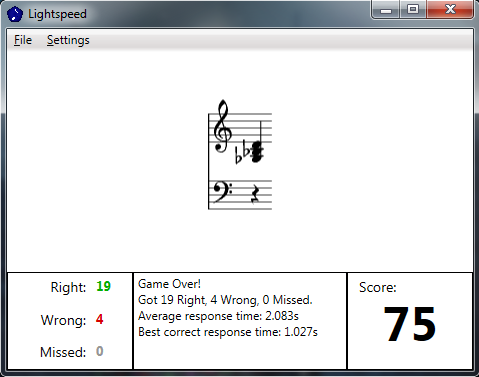 Lightspeed
File Settings
Right: 19
Wrong: 4
Missed: 0
Game Over!
Got 19 Right, 4 Wrong, 0 Missed.
Average response time: 2.083s
Best correct response time: 1.027s
Score:
75